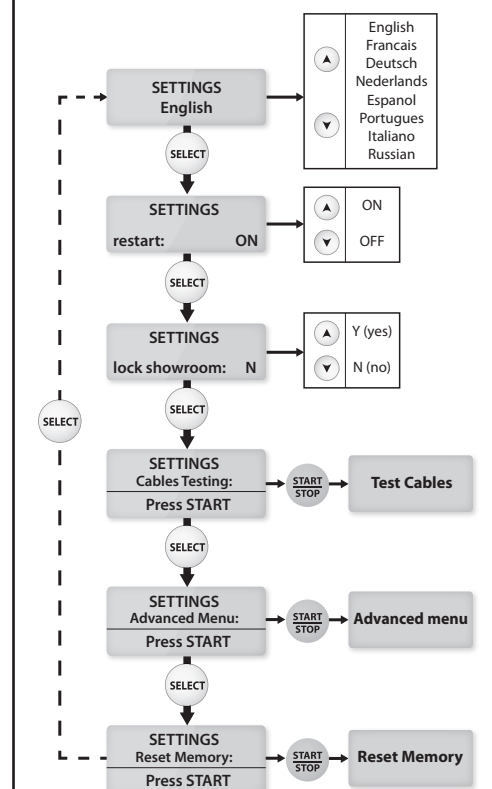 English
Francais
Deutsch
Nederlands
Espanol
Portugues
Italiano
Russian
SETTINGS
English
SELECT
SETTINGS
restart: ON
ON
OFF
SELECT
SETTINGS
lock showroom: N
Y (yes)
N (no)
SELECT
SELECT
SETTINGS
Cables Testing:
Press START
START
STOP
Test Cables
SELECT
SETTINGS
Advanced Menu:
Press START
START
STOP
Advanced menu
SELECT
SETTINGS
Reset Memory:
Press START
START
STOP
Reset Memory